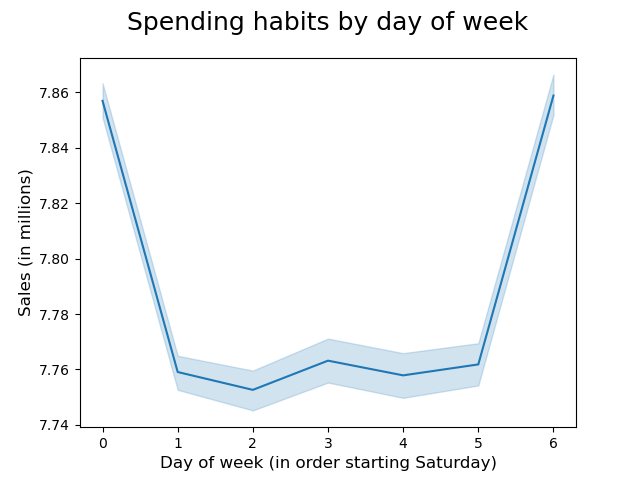 Spending habits by day of week
7.86
7.84
7.82
7.80
7.78
7.76
7.74
Sales (in millions)
0 1 2 3 4 5 6
Day of week (in order starting Saturday)